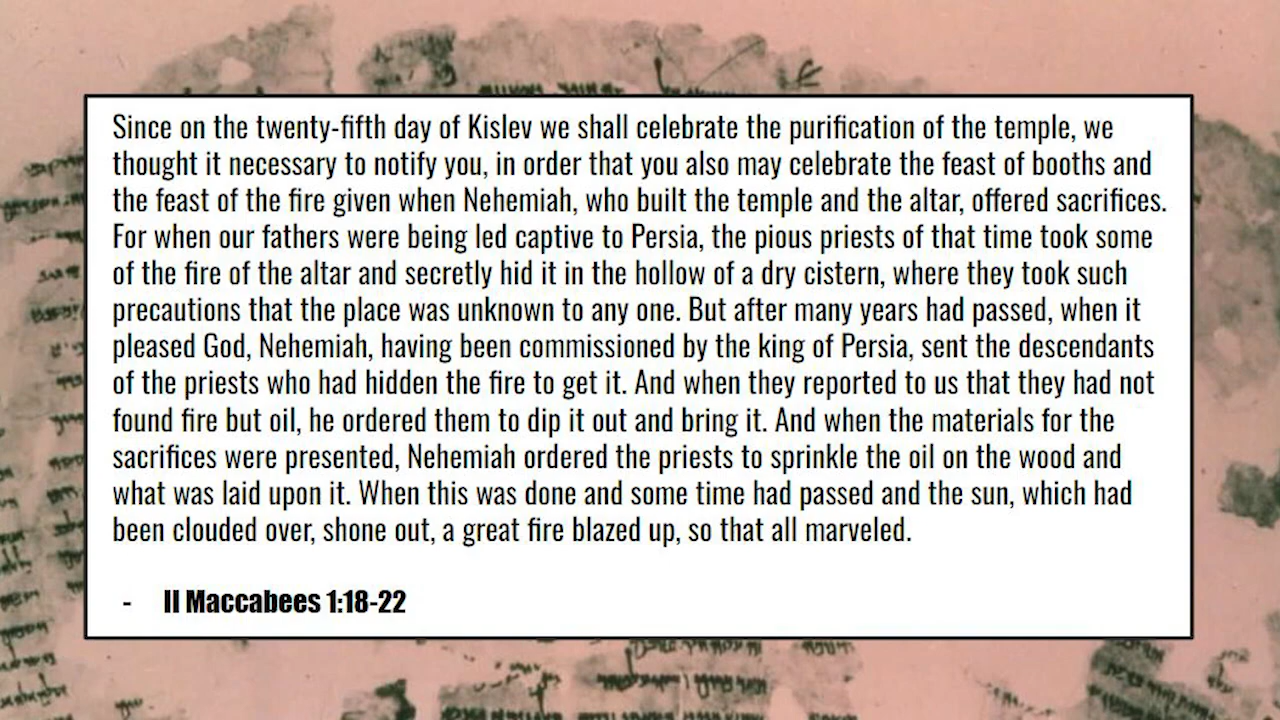 Since on the twenty-fifth day of Kislev we shall celebrate the purification of the temple, we
thought it necessary to notify you, in order that you also may celebrate the feast of booths and
the feast of the fire given when Nehemiah, who built the temple and the altar, offered sacrifices.
For when our fathers were being led captive to Persia, the pious priests of that time took some
of the fire of the altar and secretly hid it in the hollow of a dry cistern, where they took such
precautions that the place was unknown to any one. But after many years had passed, when it
pleased God, Nehemiah, having been commissioned by the king of Persia, sent the descendants
of the priests who had hidden the fire to get it. And when they reported to us that they had not
found fire but oil, he ordered them to dip it out and bring it. And when the materials for the
sacrifices were presented, Nehemiah ordered the priests to sprinkle the oil on the wood and
what was laid upon it. When this was done and some time had passed and the sun, which had
been clouded over, shone out, a great fire blazed up, so that all marveled.
- II Maccabees 1:18-22